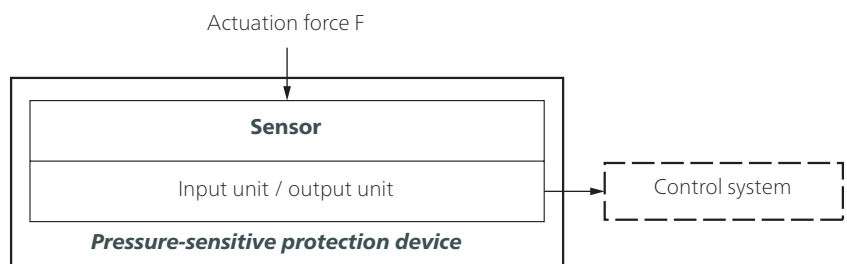 Actuation force F
Sensor
Input unit / output unit
Control system
Pressure-sensitive protection device